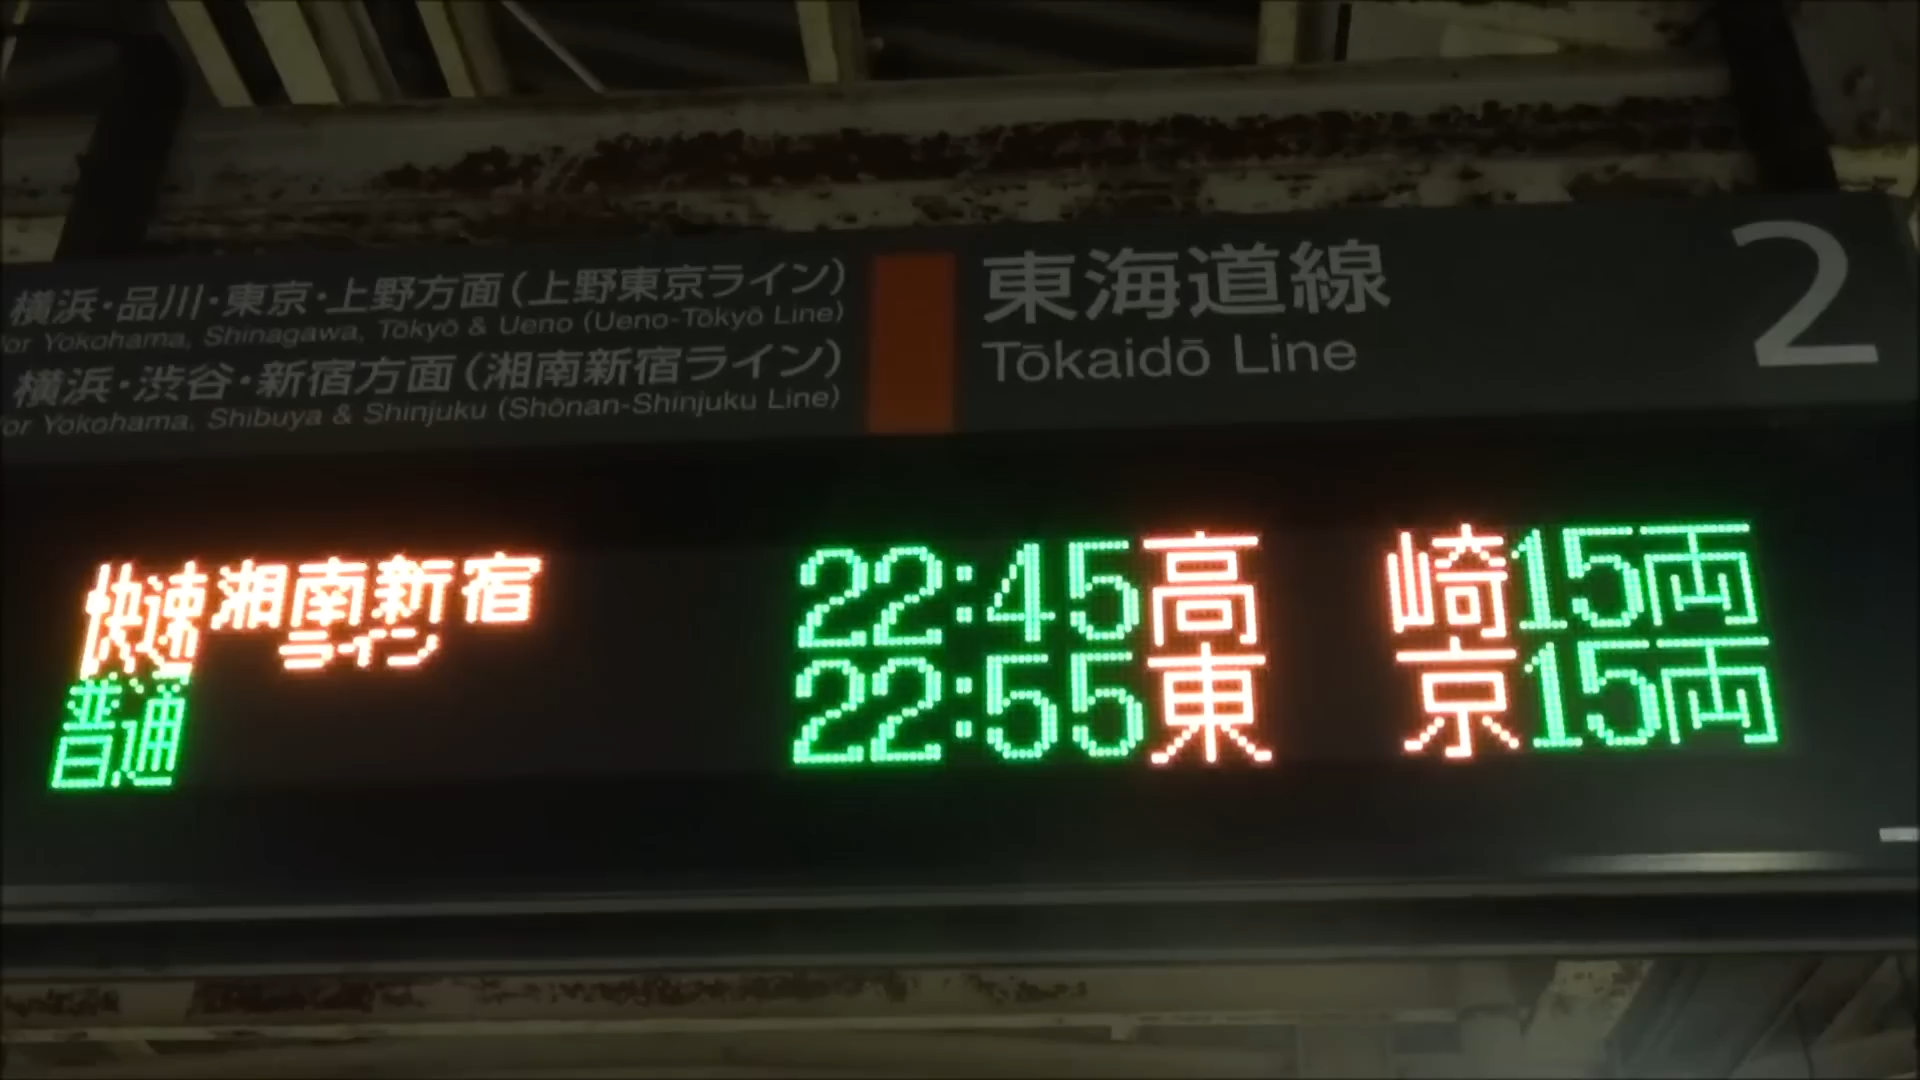 横浜・品川・東京・上野方面（上野東京ライン）
for Yokohama, Shinagawa, Tōkyō & Ueno (Ueno-Tōkyō Line)
横浜・渋谷・新宿方面（湘南新宿ライン）
for Yokohama, Shibuya & Shinjuku (Shōnan-Shinjuku Line)
東海道線
Tōkaidō Line
2
快速 湘南新宿ライン 22:45 高崎 15両
普通 22:55 東京 15両